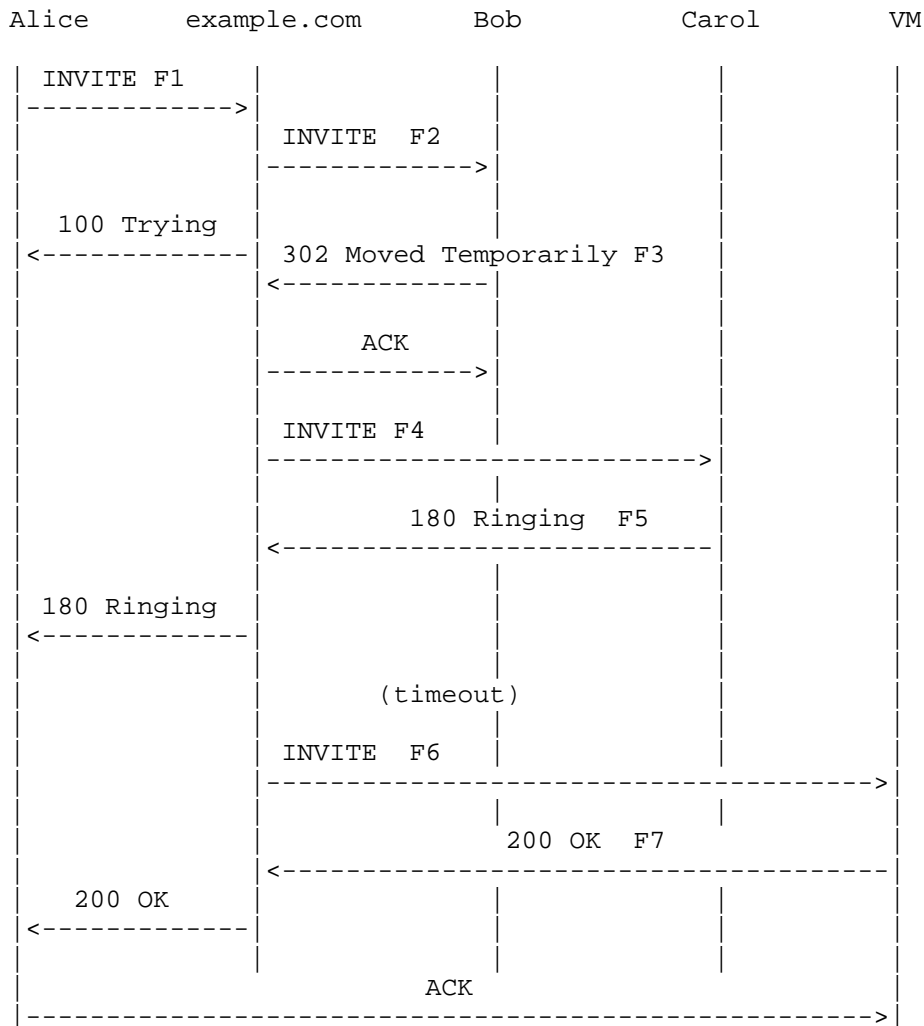 Alice example.com Bob Carol VM
INVITE F1
INVITE F2
100 Trying
302 Moved Temporarily F3
ACK
INVITE F4
180 Ringing F5
180 Ringing
(timeout)
INVITE F6
200 OK F7
200 OK
ACK